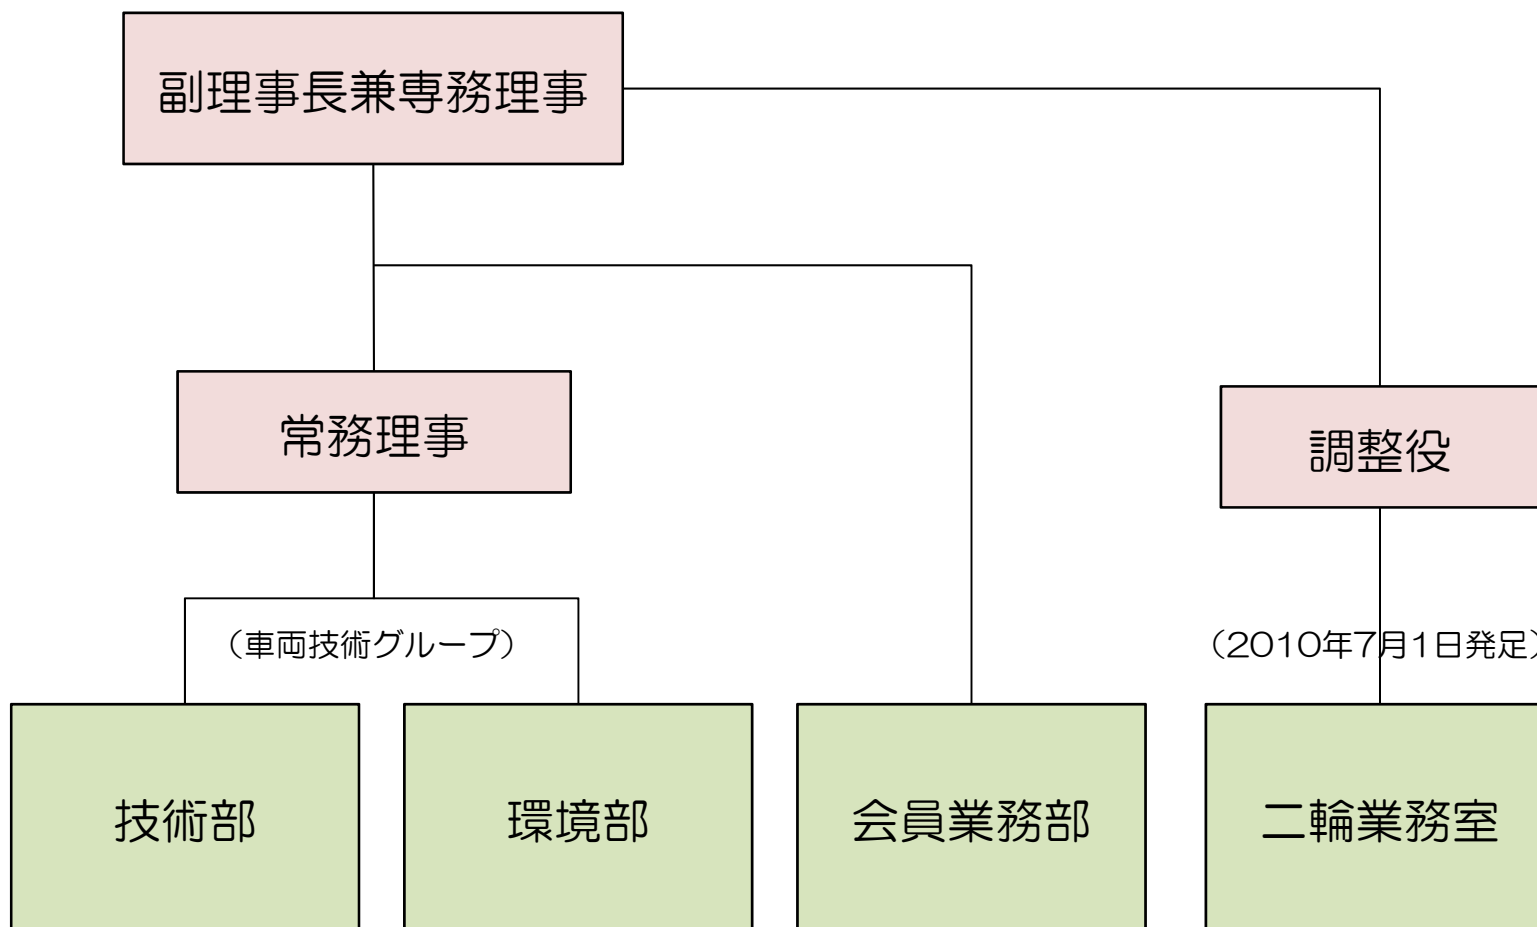 副理事長兼専務理事
常務理事
調整役
（車両技術グループ）
（2010年7月1日発足）
技術部
環境部
会員業務部
二輪業務室